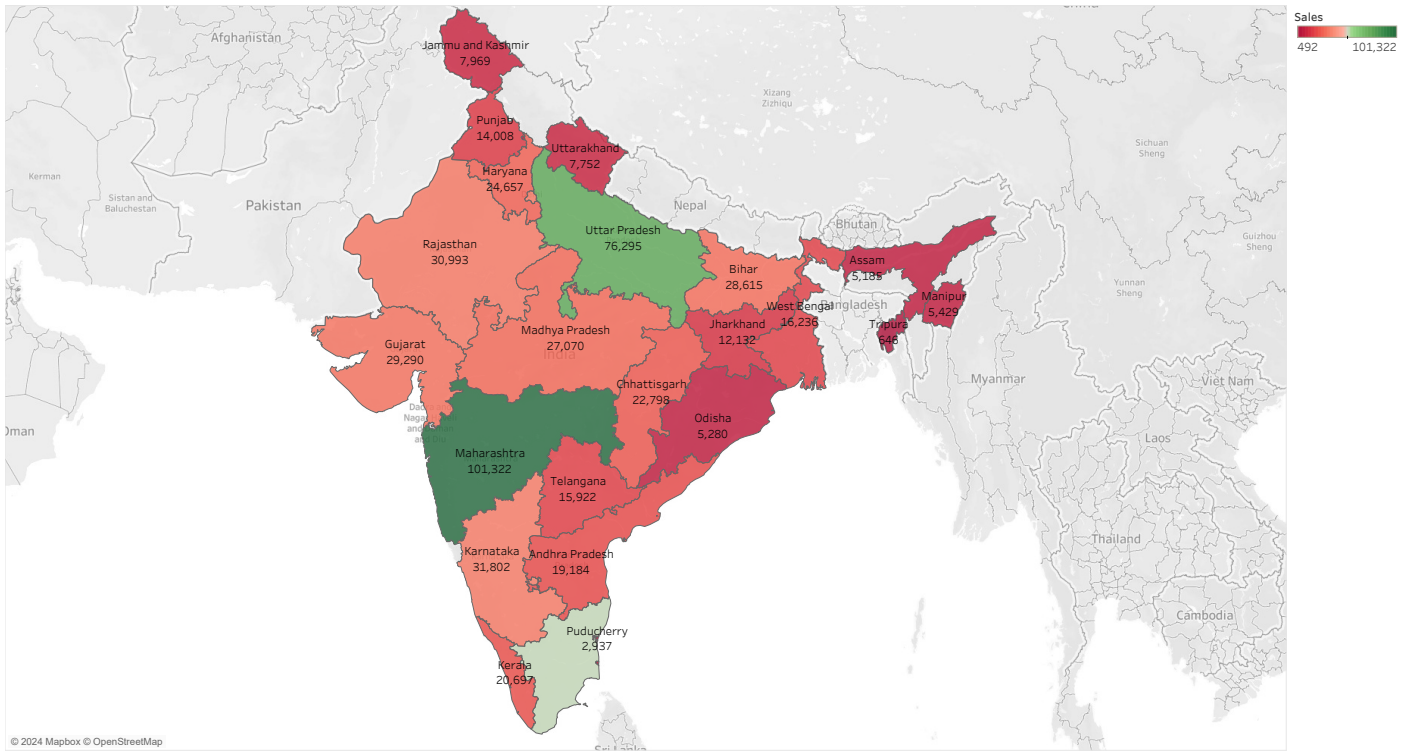 China
Sales
492 101,322
Afghanistan
Jammu and Kashmir
7,969
Xizang
Zizhiqu
Punjab
14,008
Uttarakhand
7,752
Sichuan
Sheng
Kerman
Haryana
24,657
Sistan and
Baluchestan
Pakistan
Nepal
Bhutan
Guizhou
Sheng
Rajasthan
30,993
Uttar Pradesh
76,295
Bihar
28,615
Assam
5,185
Yunnan
Sheng
Manipur
5,429
West Bengal
16,236
Bangladesh
Tripura
646
Jharkhand
12,132
Madhya Pradesh
27,070
India
Gujarat
29,290
Chhattisgarh
22,798
Myanmar
Viet Nam
Odisha
5,280
Oman
Laos
Maharashtra
101,322
Telangana
15,922
Thailand
Karnataka
31,802
Andhra Pradesh
19,184
Cambodia
Puducherry
2,937
Kerala
20,697
Sri Lanka
© 2024 Mapbox © OpenStreetMap